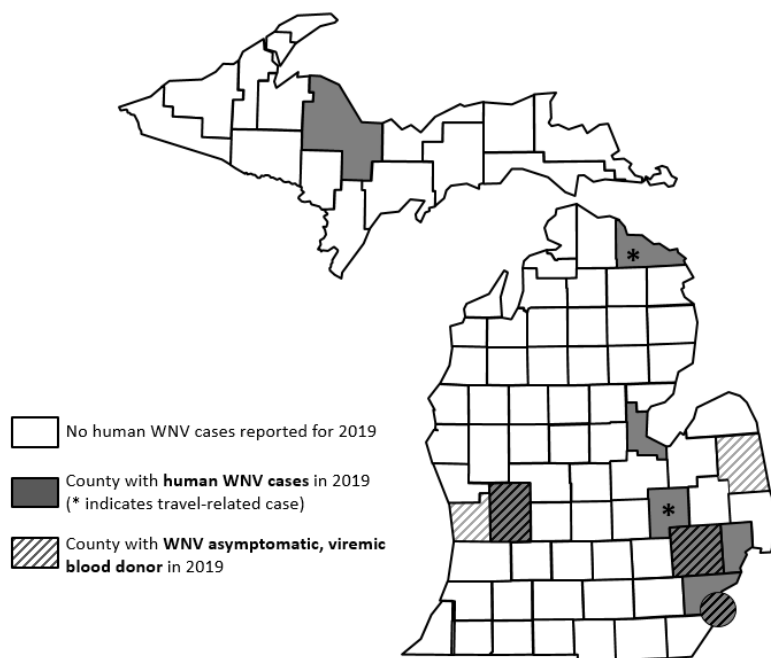 *
No human WNV cases reported for 2019
County with human WNV cases in 2019
(* indicates travel-related case)
*
County with WNV asymptomatic, viremic
blood donor in 2019